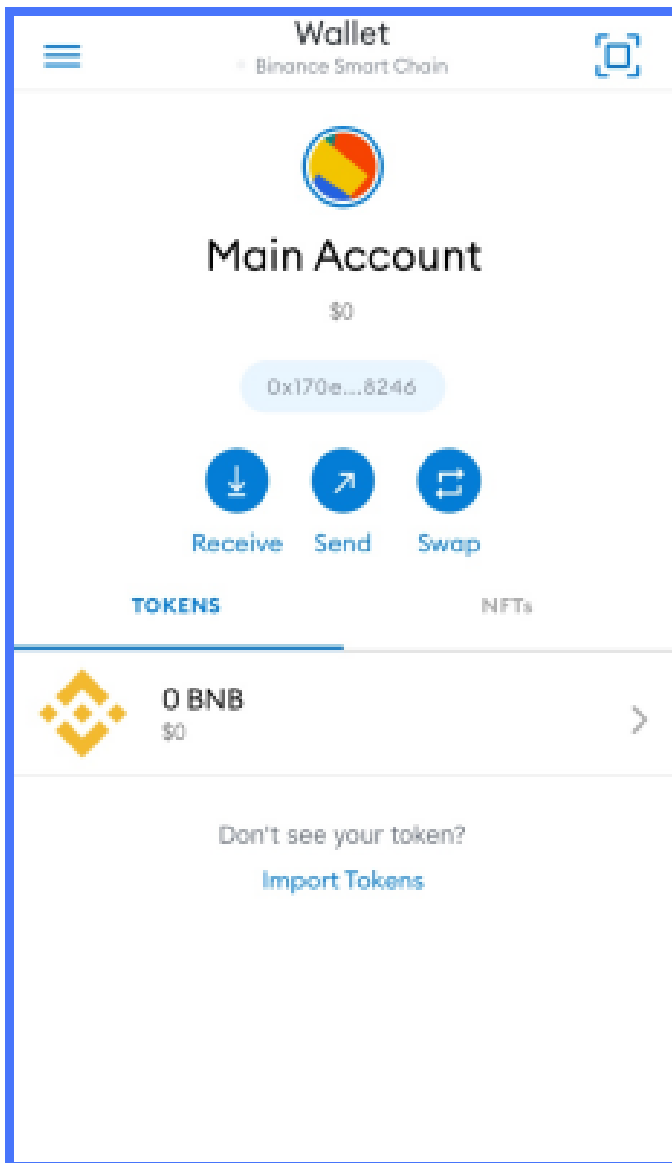 Wallet
Binance Smart Chain
Main Account
$0
0x170e...8246
Receive Send Swap
TOKENS NFTs
0 BNB
$0
Don't see your token?
Import Tokens